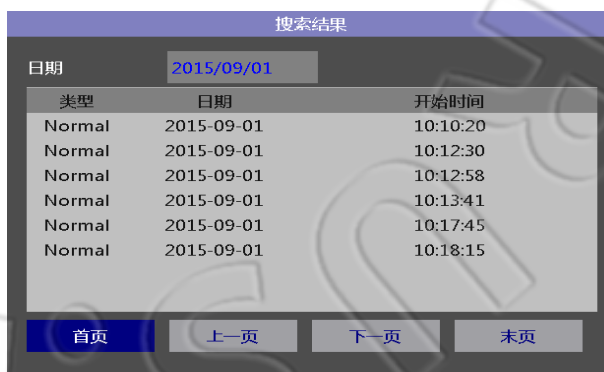 搜索结果
日期 2015/09/01
类型 日期 开始时间
Normal 2015-09-01 10:10:20
Normal 2015-09-01 10:12:30
Normal 2015-09-01 10:12:58
Normal 2015-09-01 10:13:41
Normal 2015-09-01 10:17:45
Normal 2015-09-01 10:18:15
首页 上一页 下一页 末页